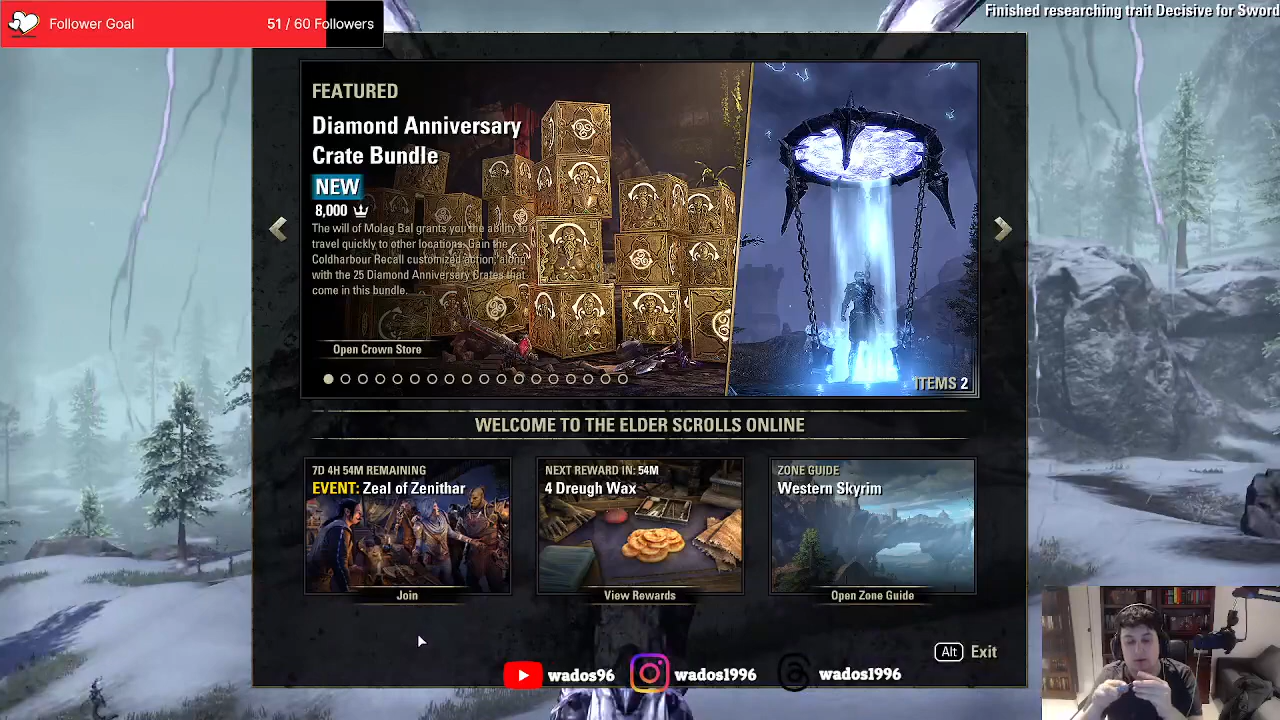 Follower Goal
51 / 60 Followers
Finished researching trait Decisive for Sword
FEATURED
Diamond Anniversary
Crate Bundle
NEW
8,000
The will of Molag Bal grants you the ability to
travel quickly to other locations. Gain the
Coldharbour Recall customized action, along
with the 25 Diamond Anniversary Crates that
come in this bundle.
Open Crown Store
ITEMS 2
WELCOME TO THE ELDER SCROLLS ONLINE
7D 4H 54M REMAINING
EVENT: Zeal of Zenithar
Join
NEXT REWARD IN: 54M
4 Dreugh Wax
View Rewards
ZONE GUIDE
Western Skyrim
Open Zone Guide
Alt Exit
wados96
wados1996
wados1996